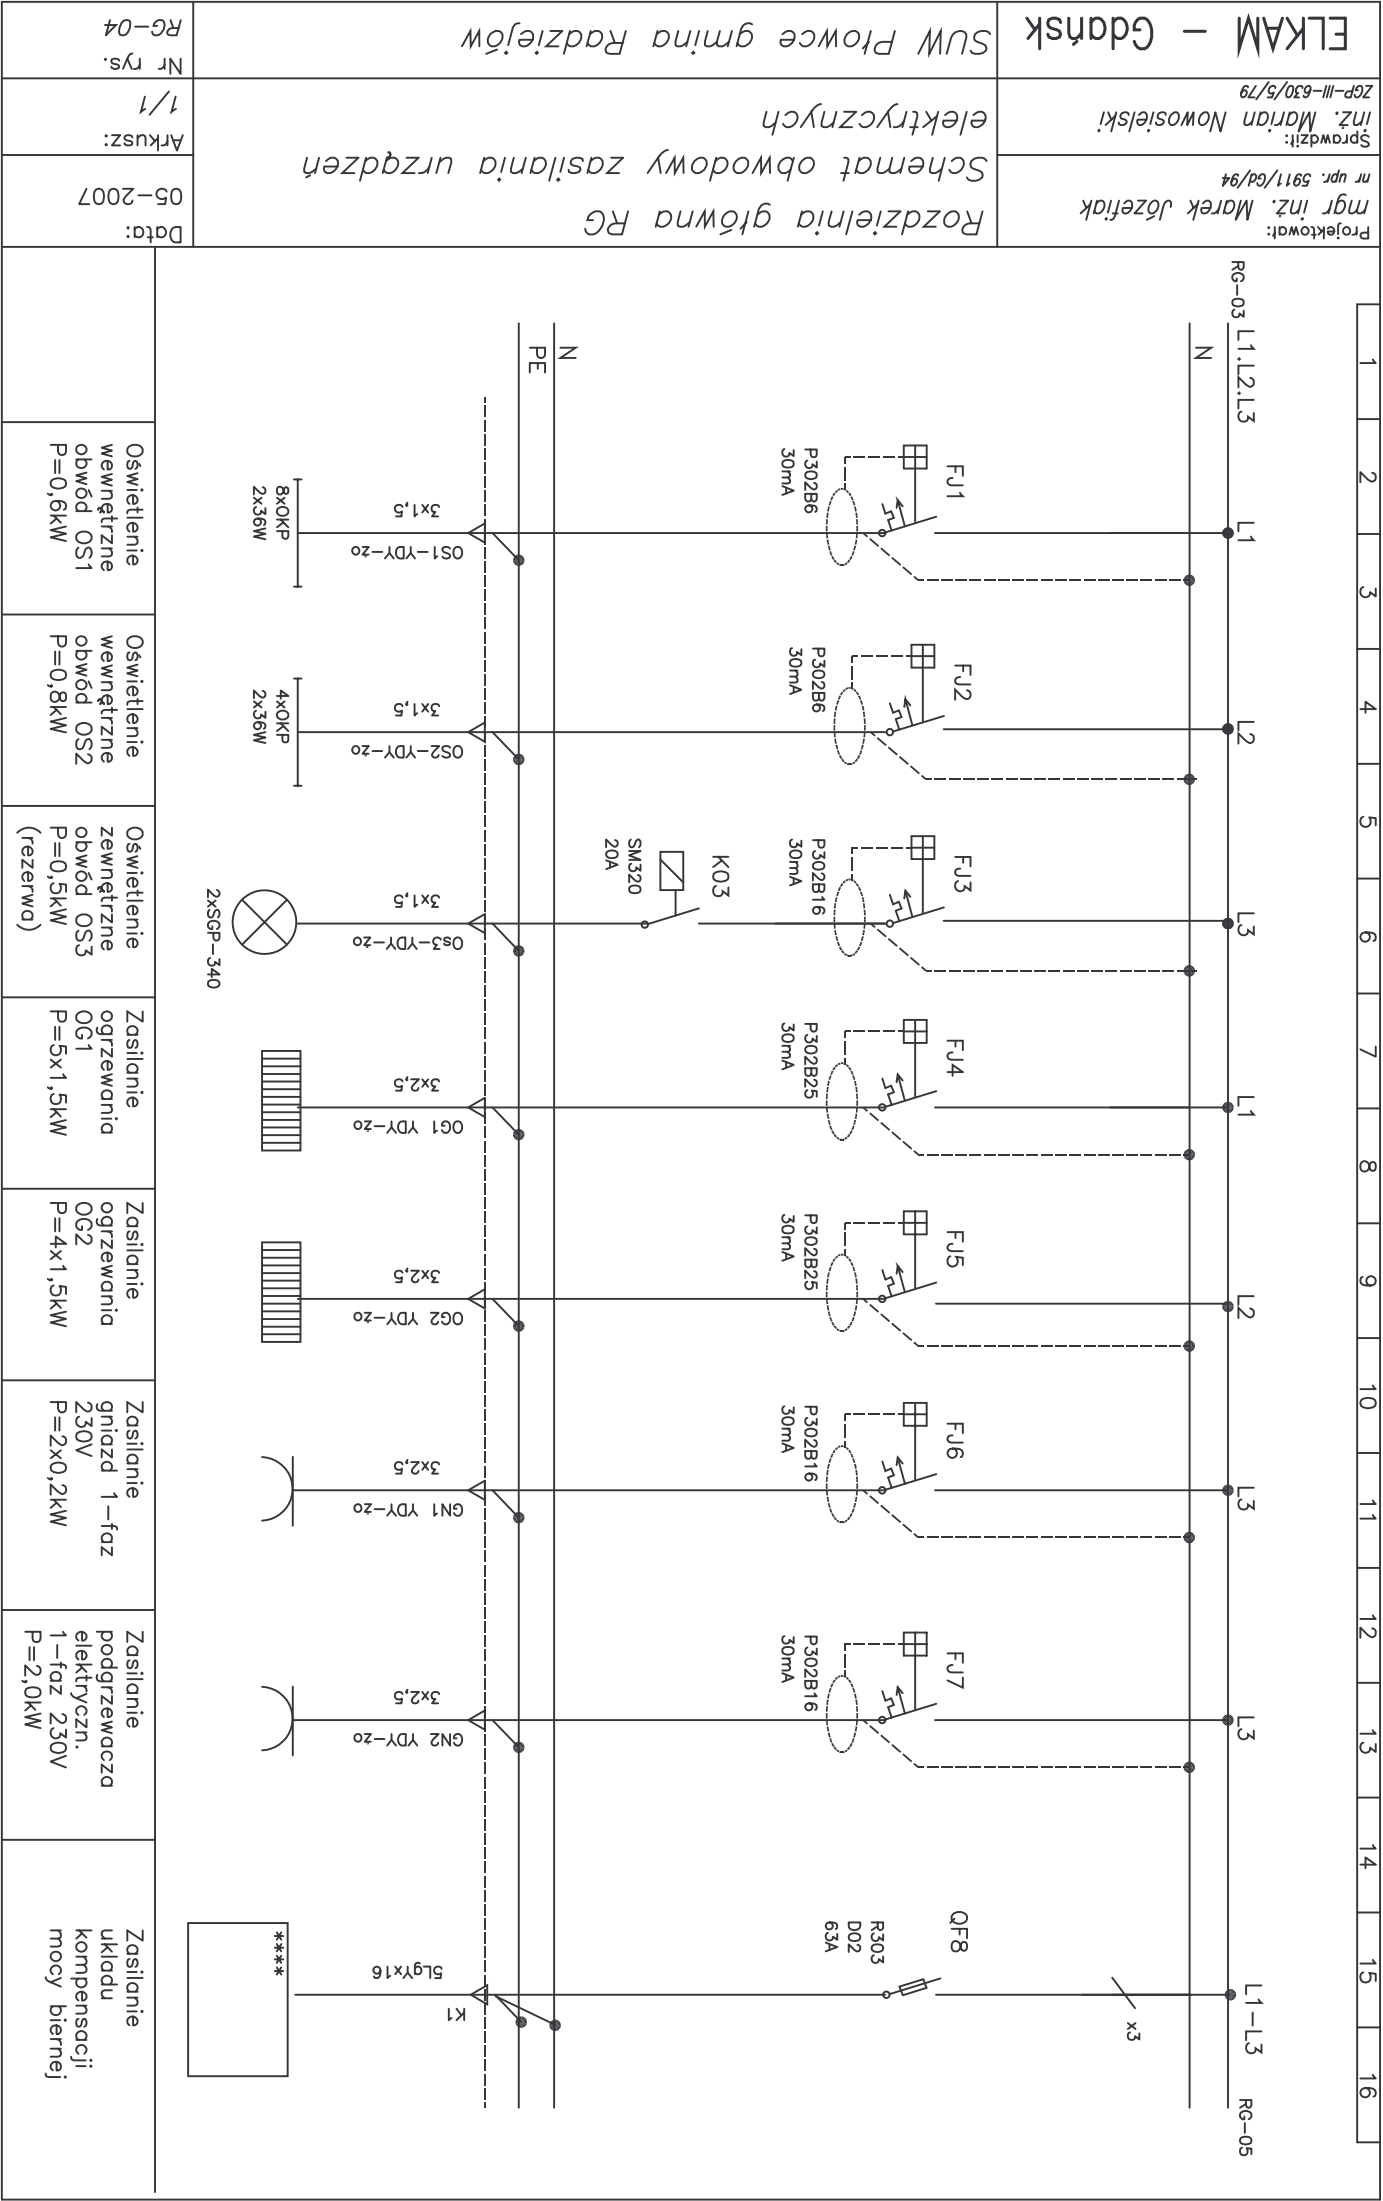 1 2 3 4 5 6 7 8 9 10 11 12 13 14 15 16
RG-03 L1.L2.L3
N
L1
L2
L3
L1
L2
L3
L3
L1-L3
RG-05
x3
FJ1
P302B6
30mA
FJ2
P302B6
30mA
FJ3
P302B16
30mA
FJ4
P302B25
30mA
FJ5
P302B25
30mA
FJ6
P302B16
30mA
FJ7
P302B16
30mA
QF8
R303
D02
63A
K03
SM320
20A
N
PE
OS1-YDY-żo
3x1,5
OS2-YDY-żo
3x1,5
Os3-YDY-żo
3x1,5
OG1 YDY-żo
3x2,5
OG2 YDY-żo
3x2,5
GN1 YDY-żo
3x2,5
GN2 YDY-żo
3x2,5
K1
5LgYx16
8xOKP
2x36W
4xOKP
2x36W
2xSGP-340
****
Oświetlenie
wewnętrzne
obwód OS1
P=0,6kW
Oświetlenie
wewnętrzne
obwód OS2
P=0,8kW
Oświetlenie
zewnętrzne
obwód OS3
P=0,5kW
(rezerwa)
Zasilanie
ogrzewania
OG1
P=5x1,5kW
Zasilanie
ogrzewania
OG2
P=4x1,5kW
Zasilanie
gniazd 1-faz
230V
P=2x0,2kW
Zasilanie
podgrzewacza
elektryczn.
1-faz 230V
P=2,0kW
Zasilanie
ukladu
kompensacji
mocy biernej
Projektował:
mgr inż. Marek Józefiak
nr upr. 5911/Gd/94
Sprawdził:
inż. Marian Nowosielski
ZGP-III-630/5/79
ELKAM - Gdańsk
Rozdzielnia główna RG
Schemat obwodowy zasilania urządzeń
elektrycznych
SUW Płowce gmina Radziejów
Data:
05-2007
Arkusz:
1/1
Nr rys.
RG-04